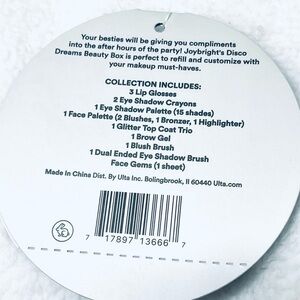 Your besties will be giving you compliments
into the after hours of the party! Joybright's Disco
Dreams Beauty Box is perfect to refill and customize with
your makeup must-haves.
COLLECTION INCLUDES:
3 Lip Glosses
2 Eye Shadow Crayons
1 Eye Shadow Palette (15 shades)
1 Face Palette (2 Blushes, 1 Bronzer, 1 Highlighter)
1 Glitter Top Coat Trio
1 Brow Gel
1 Blush Brush
1 Dual Ended Eye Shadow Brush
Face Gems (1 sheet)
Made In China Dist. By Ulta Inc. Bolingbrook, Il 60440 Ulta.com
7 17897 13666 7